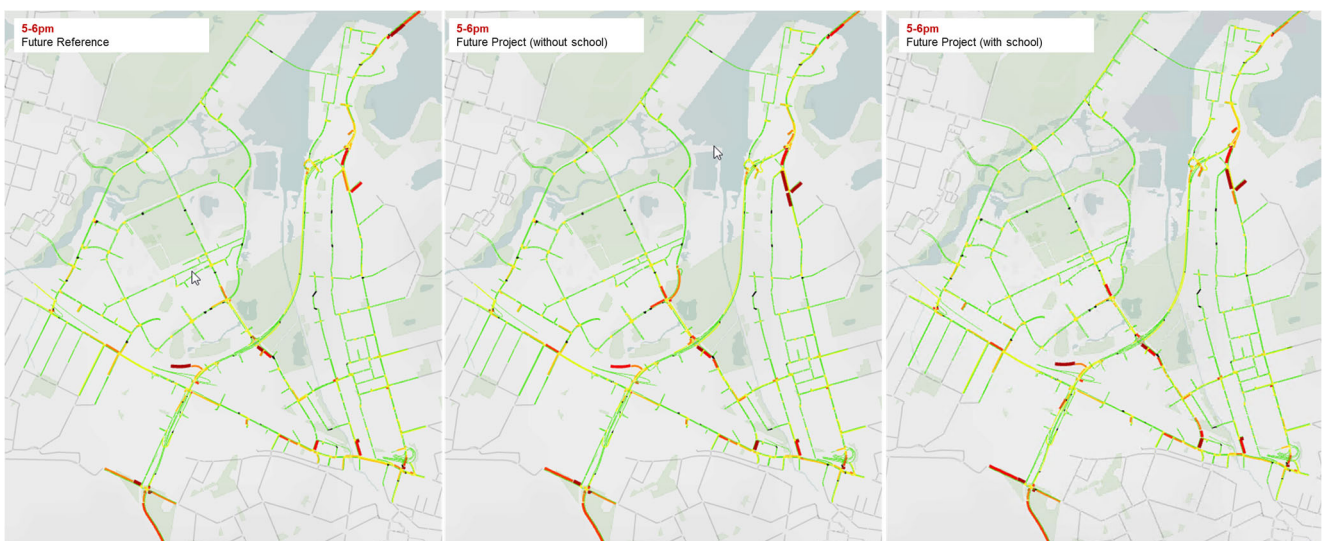 5-6pm
Future Reference
5-6pm
Future Project (without school)
5-6pm
Future Project (with school)